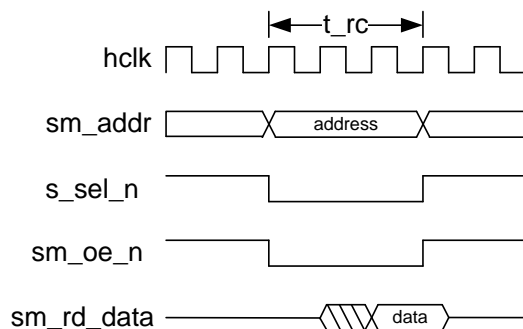 t_rc
hclk
sm_addr
address
s_sel_n
sm_oe_n
sm_rd_data
data